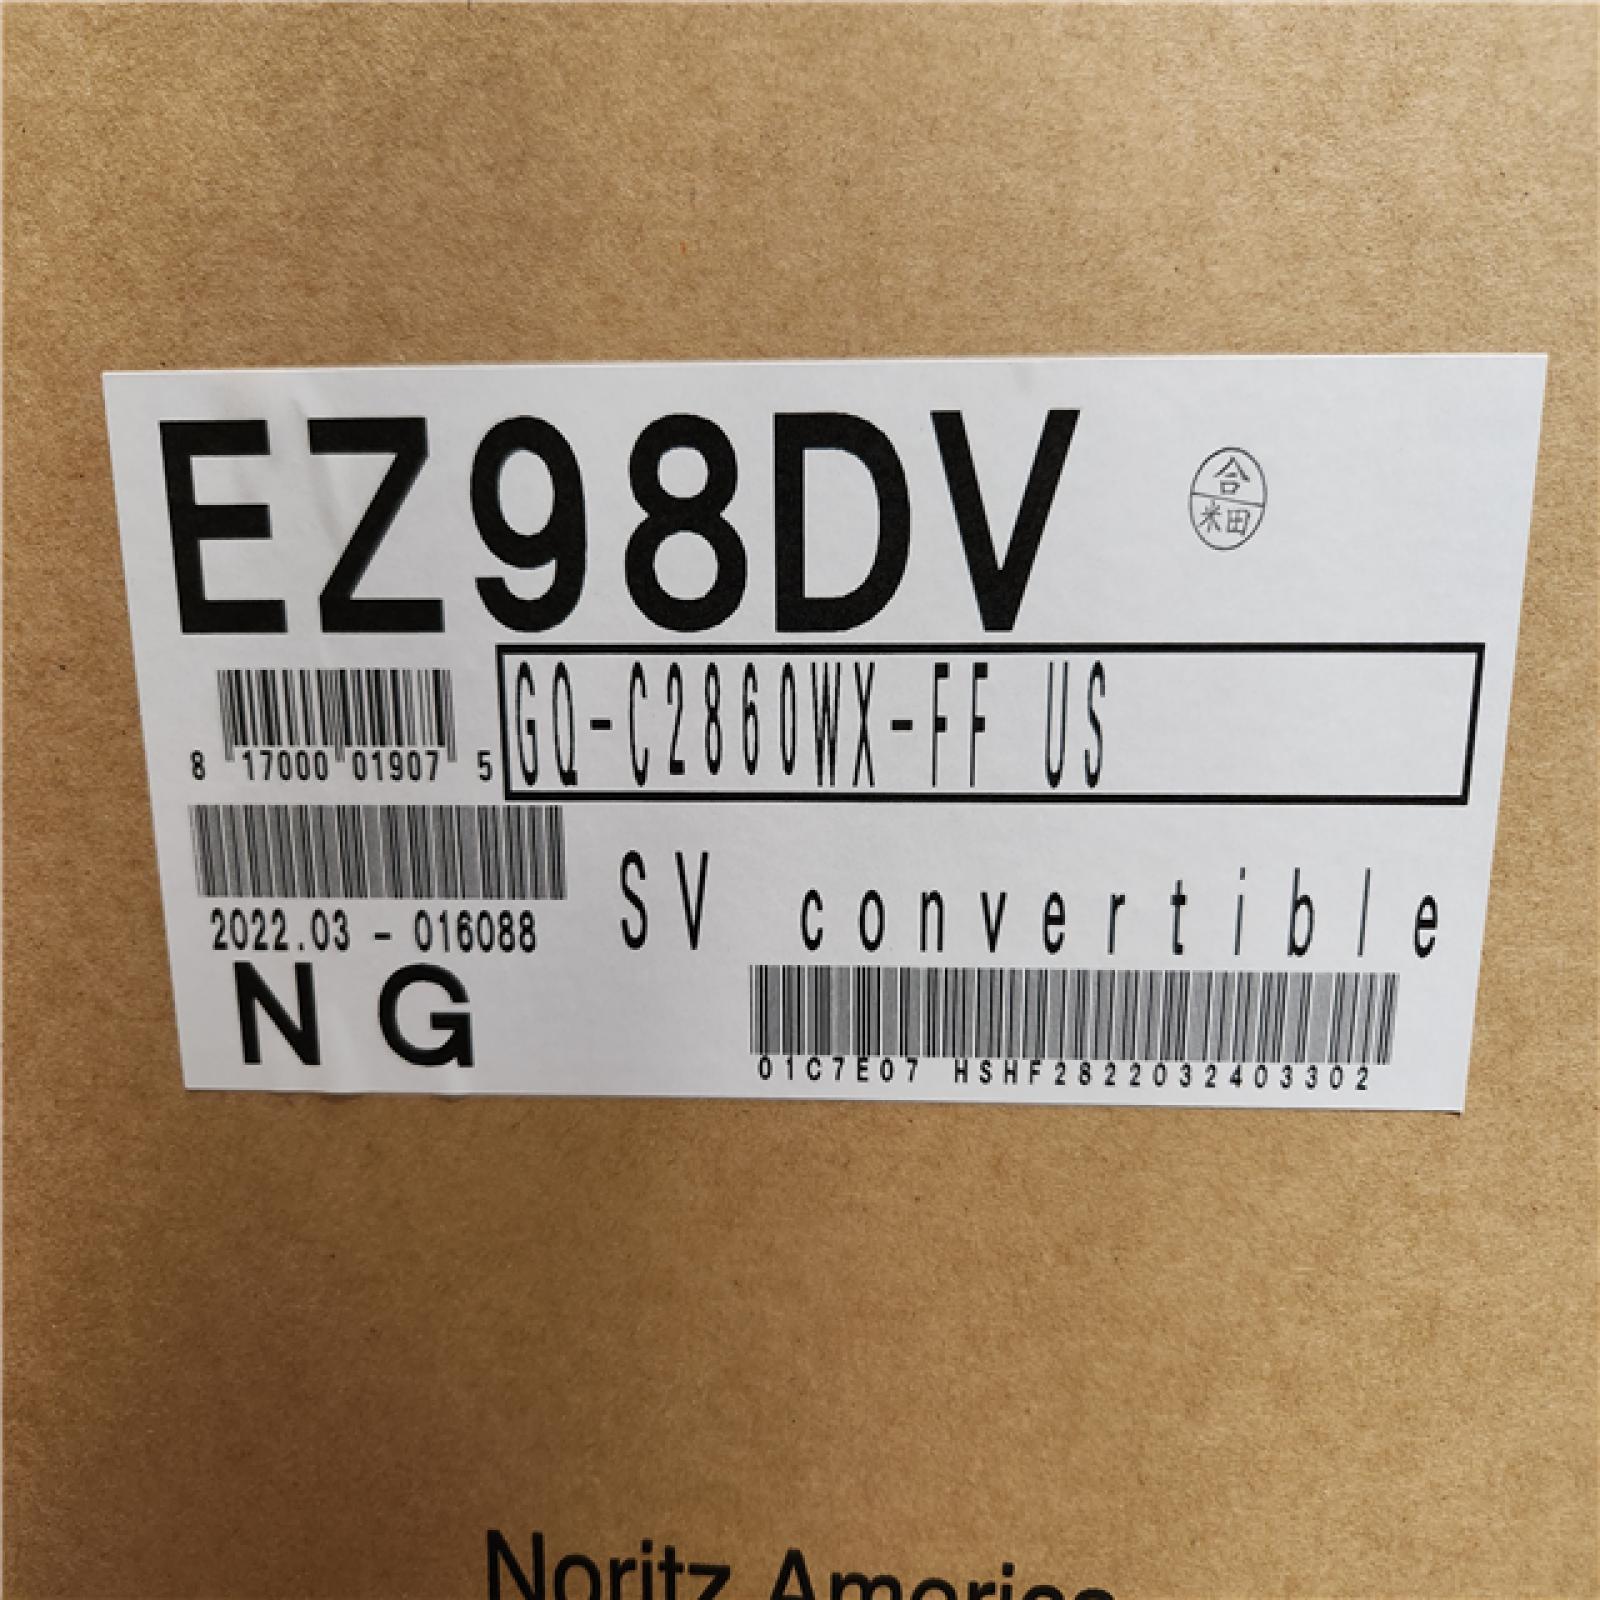 EZ98DV
合
米田
GQ-C2860WX-FF US
8 17000 01907 5
SV convertible
2022.03 - 016088
NG
01C7E07 HSHF2822032403302
Noritz America